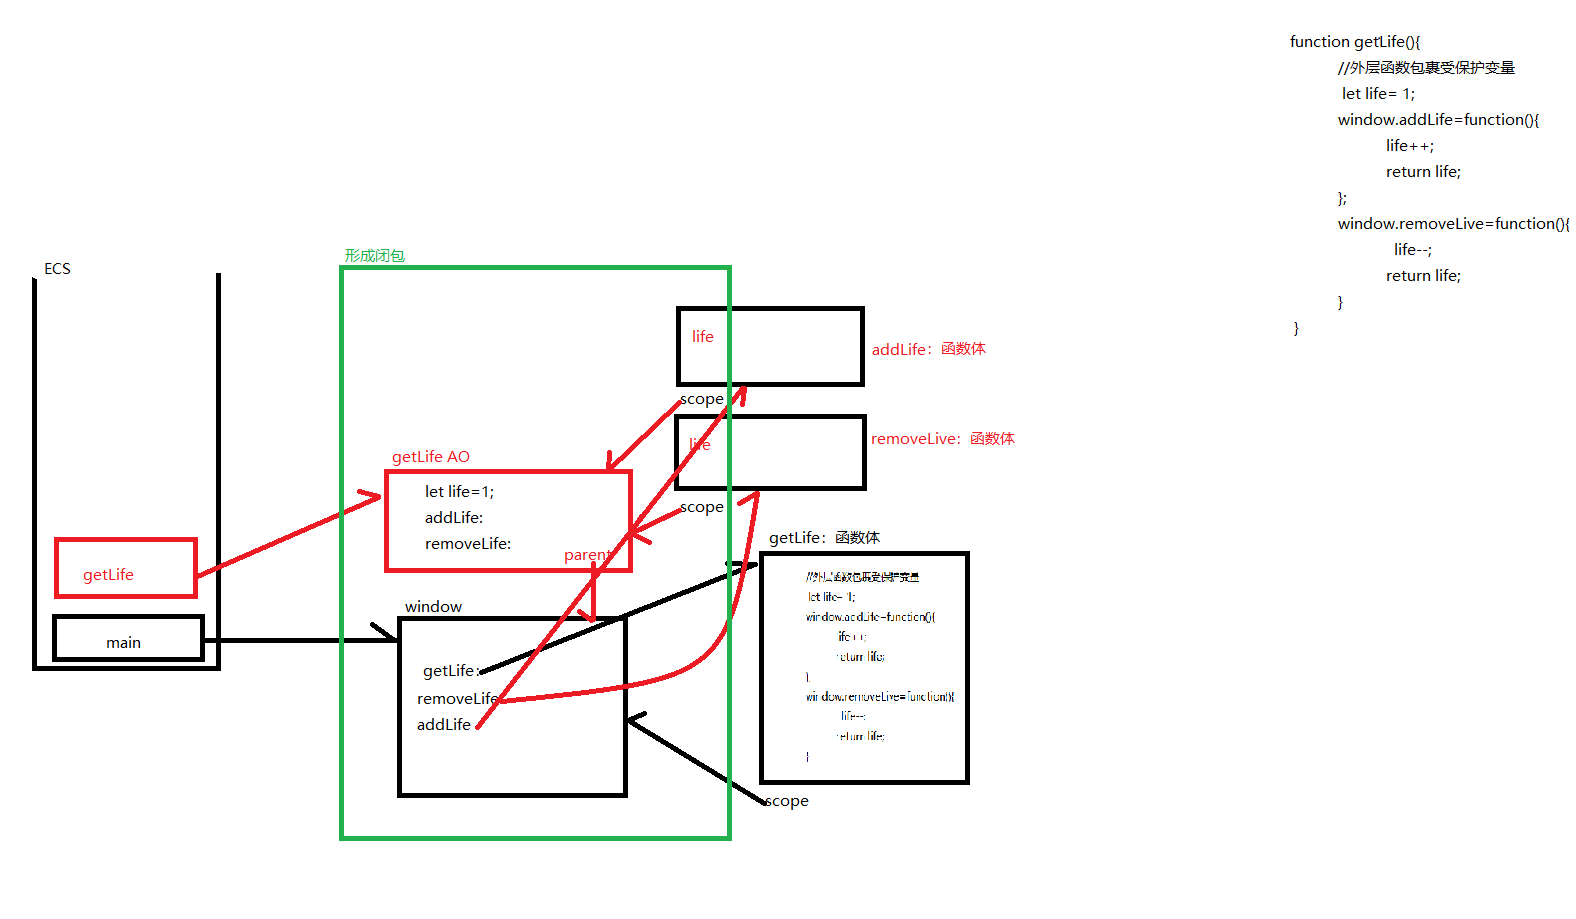 function getLife(){
//外层函数包裹受保护变量
let life= 1;
window.addLife=function(){
life++;
return life;
};
window.removeLive=function(){
life--;
return life;
}
}
形成闭包
ECS
life
addLife：函数体
scope
life
removeLive：函数体
scope
getLife AO
let life=1;
addLife:
removeLife:
parent
getLife
main
window
getLife:
removeLife
addLife
getLife：函数体
//外层函数包裹受保护变量
let life= 1;
window.addLife=function(){
life++;
return life;
};
window.removeLive=function(){
life--;
return life;
}
scope